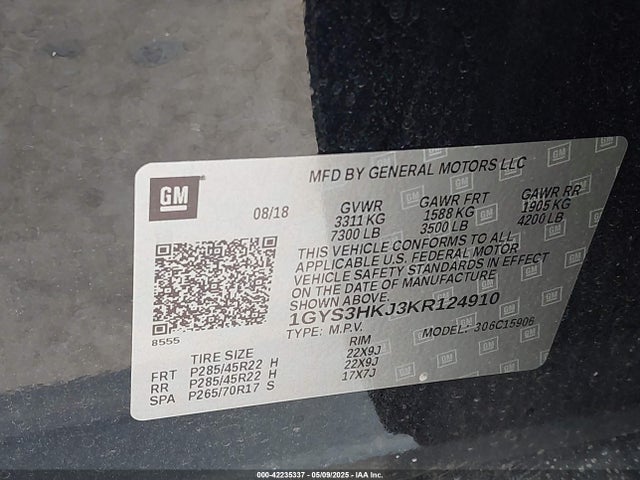 GM
MFD BY GENERAL MOTORS LLC
08/18
GVWR GAWR FRT GAWR RR
3311 KG 1588 KG 1905 KG
7300 LB 3500 LB 4200 LB
THIS VEHICLE CONFORMS TO ALL
APPLICABLE U.S. FEDERAL MOTOR
VEHICLE SAFETY STANDARDS IN EFFECT
ON THE DATE OF MANUFACTURE
SHOWN ABOVE.
1GYS3HKJ3KR124910
TYPE: M.P.V. MODEL: 306C15906
8555
TIRE SIZE RIM
FRT P285/45R22 H 22X9J
RR P285/45R22 H 22X9J
SPA P265/70R17 S 17X7J
000-42235337 - 05/09/2025 - IAA Inc.